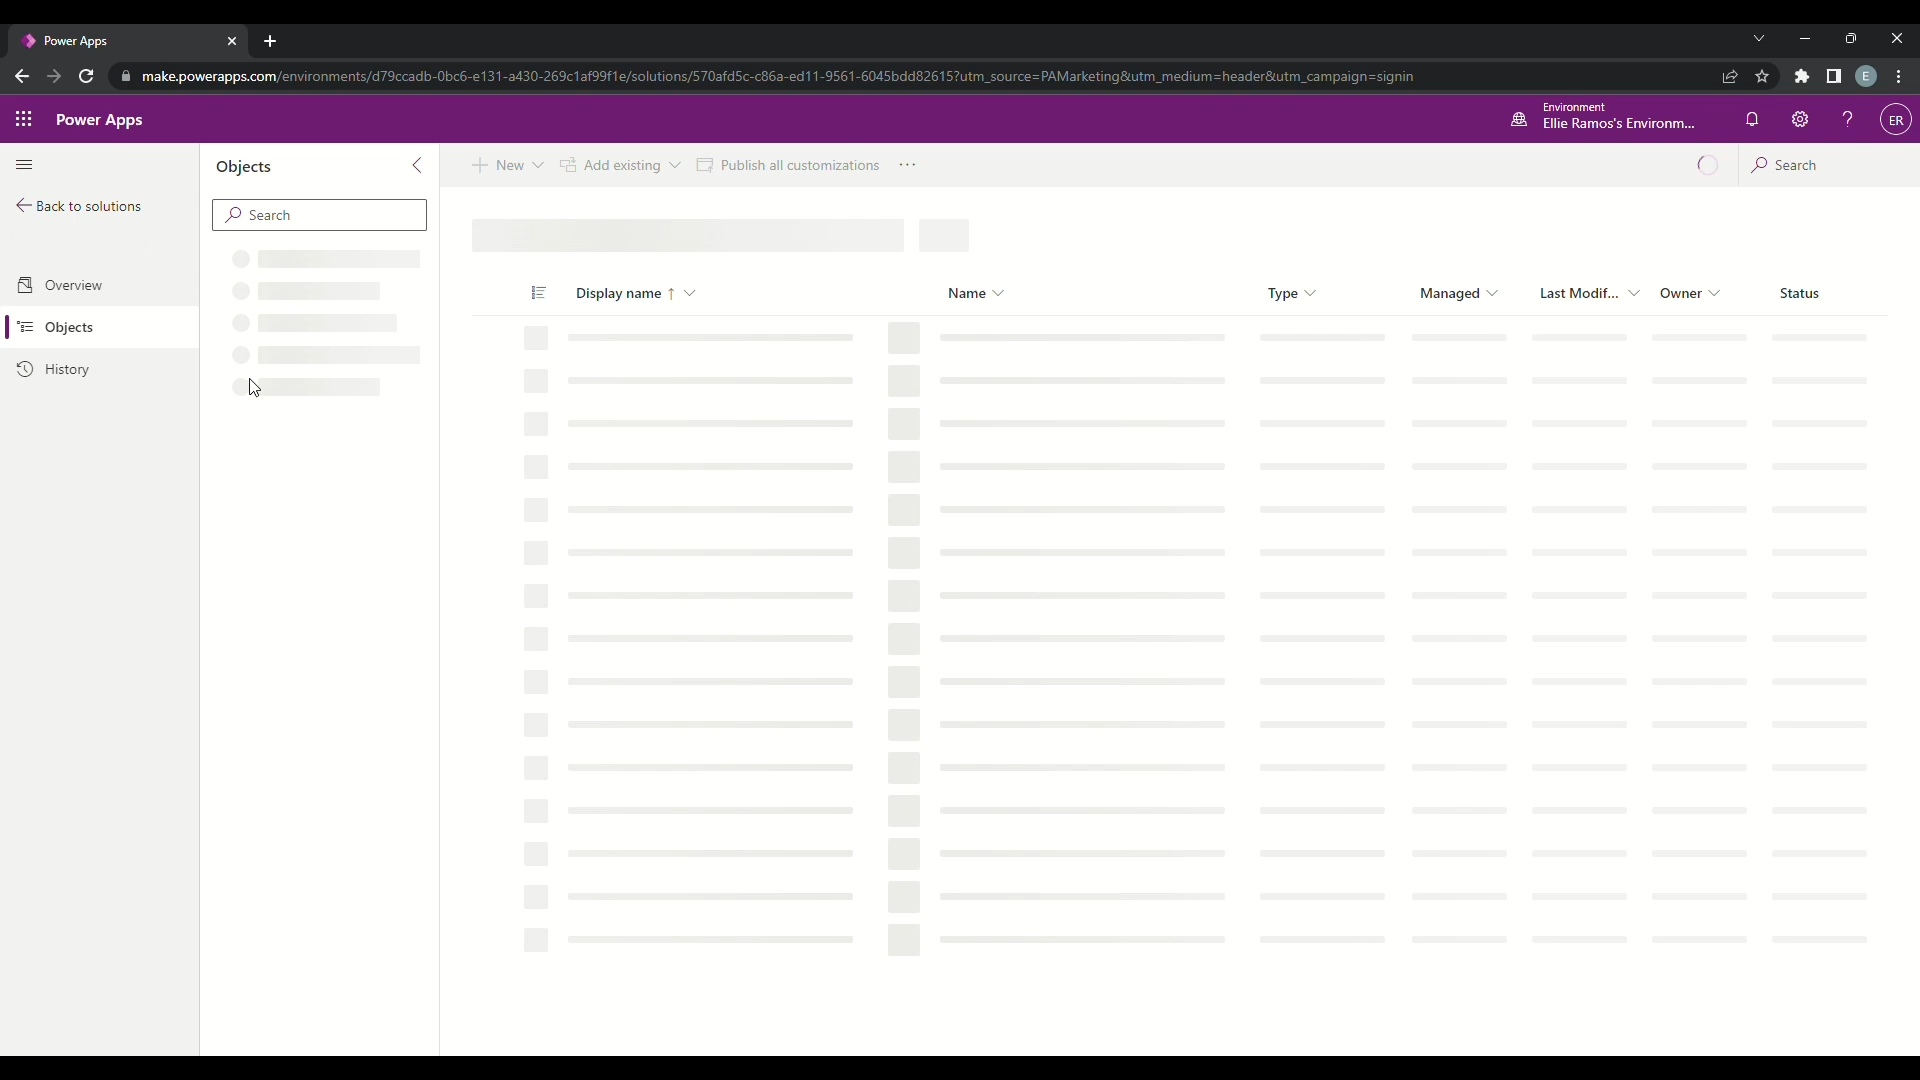 Power Apps
make.powerapps.com/environments/d79ccadb-0bc6-e131-a430-269c1af99f1e/solutions/570afd5c-c86a-ed11-9561-6045bdd82615?utm_source=PAMarketing&utm_medium=header&utm_campaign=signin
E
Power Apps
Environment
Ellie Ramos's Environm...
ER
Back to solutions
Overview
Objects
History
Objects
Search
New
Add existing
Publish all customizations
Search
Display name ↑
Name
Type
Managed
Last Modif...
Owner
Status